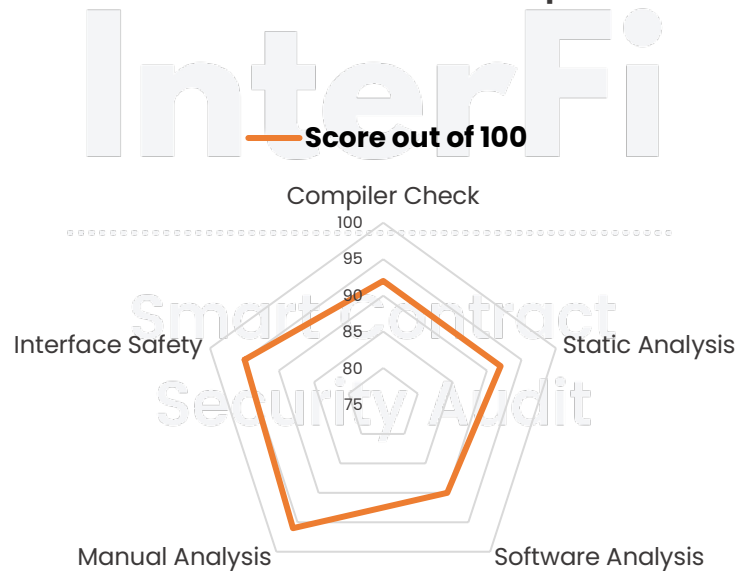 InterFi
Score out of 100
Compiler Check
100
95
90
85
80
75
Smart Contract
Interface Safety
Static Analysis
Security Audit
Manual Analysis
Software Analysis